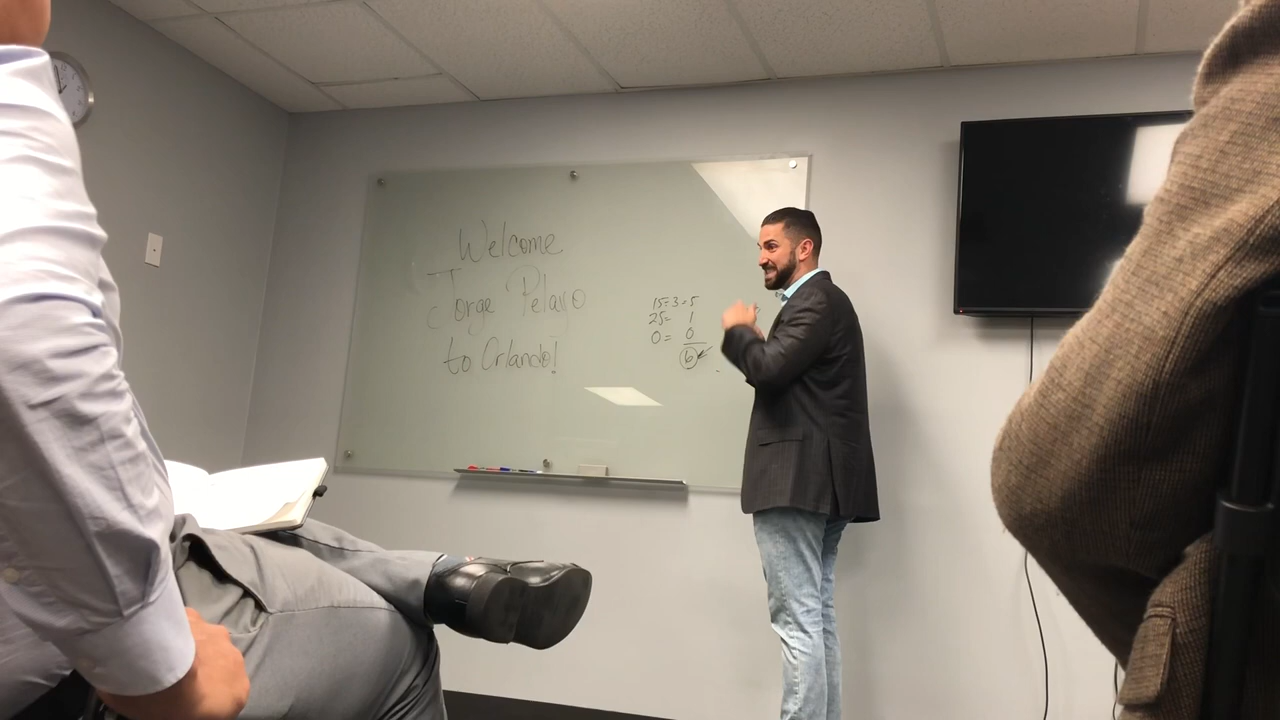 Welcome
Jorge Pelayo
to Orlando!
15÷3=5
25= 1
0= 0
6